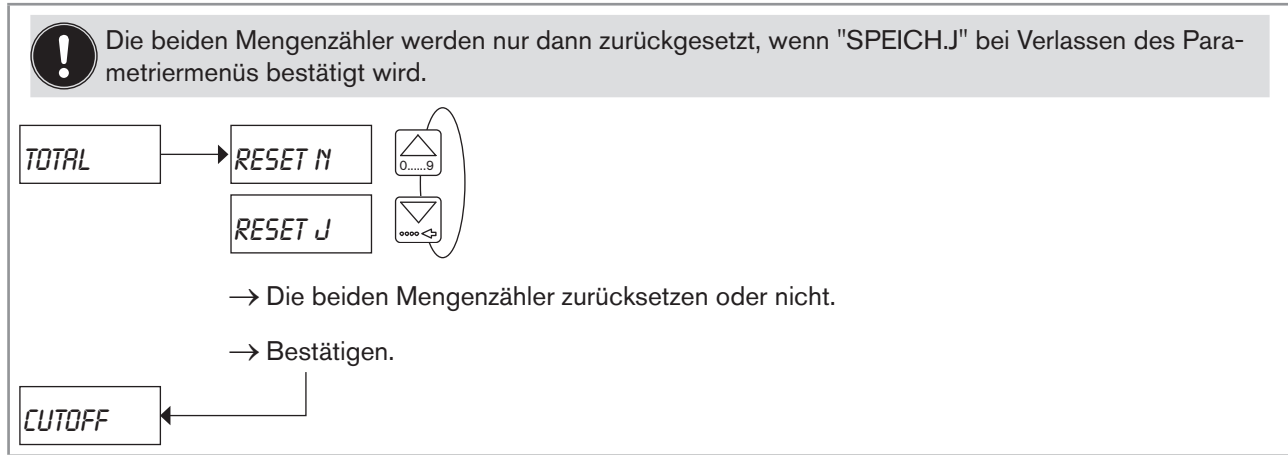 Die beiden Mengenzähler werden nur dann zurückgesetzt, wenn "SPEICH.J" bei Verlassen des Para-
metriermenüs bestätigt wird.
TOTAL
RESET N
0......9
RESET J
→ Die beiden Mengenzähler zurücksetzen oder nicht.
→ Bestätigen.
CUTOFF